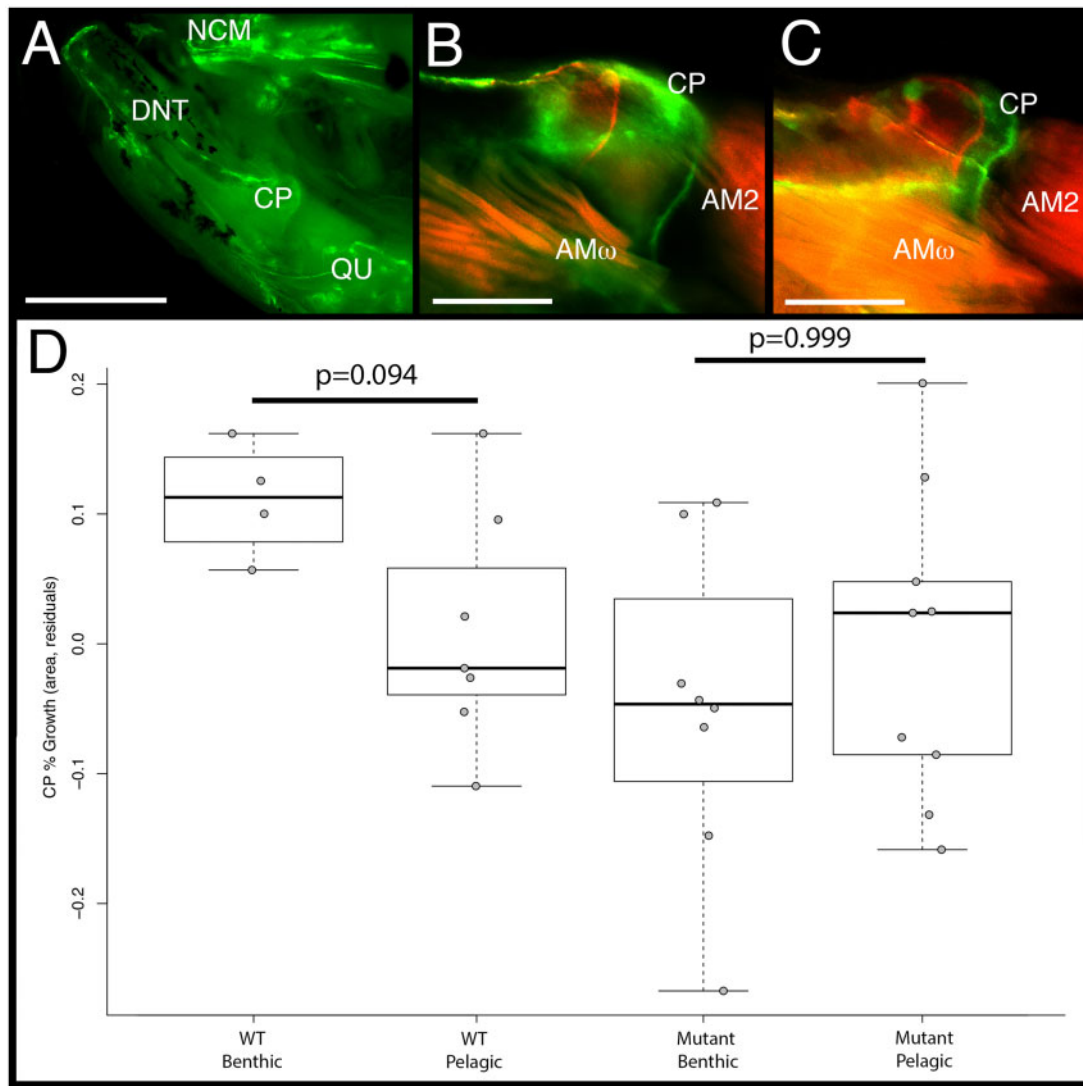 A
NCM
DNT
CP
QU
B
CP
AM2
AMω
C
CP
AM2
AMω
D
p=0.094
p=0.999
CP % Growth (area, residuals)
0.2
0.1
0.0
−0.1
−0.2
WT
Benthic
WT
Pelagic
Mutant
Benthic
Mutant
Pelagic